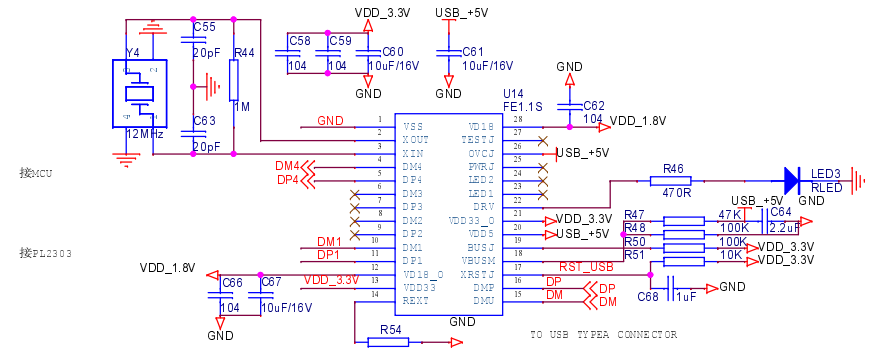 C55
20pF
Y4
R44
1M
C63
20pF
12MHz
VDD_3.3V
C58
104
C59
104
C60
10uF/16V
GND
USB_+5V
C61
10uF/16V
GND
U14
FE1.1S
GND
C62
104
VDD_1.8V
GND 1 VSS VD18 28
2 XOUT TESTJ 27
3 XIN OVCJ 26 USB_+5V
DM4 4 DM4 PWRJ 25
DP4 5 DP4 LED2 24
6 DM3 LED1 23
7 DP3 DRV 22
8 DM2 VDD33_O 21 VDD_3.3V
9 DP2 VDD5 20 USB_+5V
DM1 10 DM1 BUSJ 19
DP1 11 DP1 VBUSM 18
VDD_1.8V 12 VD18_O XRSTJ 17 RST_USB
VDD_3.3V 13 VDD33 DMP 16 DP DP
14 REXT DMU 15 DM DM
GND
接MCU
接PL2303
C66
104
C67
10uF/16V
GND
R54
R46
470R
LED3
RLED
GND
USB_+5V
R47 47K
C64
2.2uF
R48 100K
R50 100K VDD_3.3V
R51 10K VDD_3.3V
C68 1uF GND
TO USB TYPEA CONNECTOR